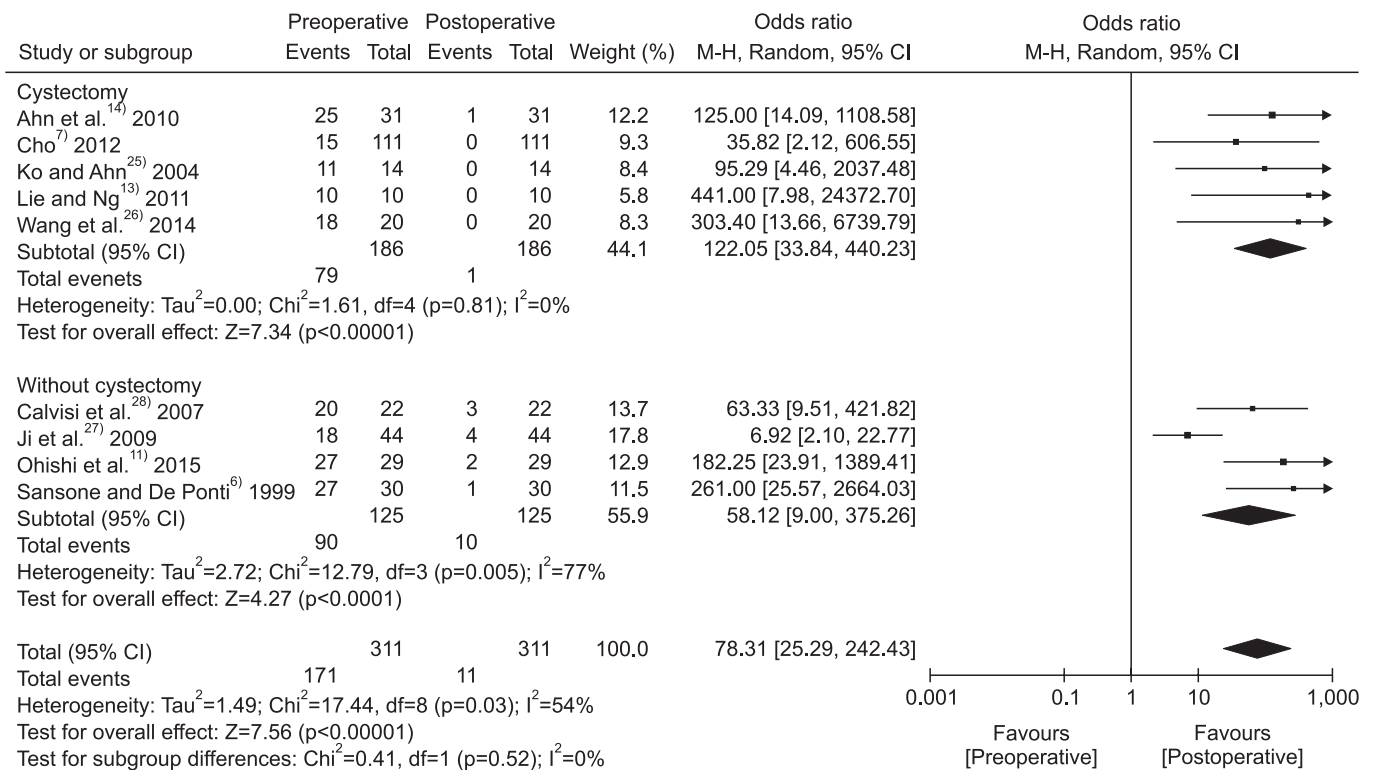 Preoperative Postoperative Odds ratio Odds ratio
Study or subgroup Events Total Events Total Weight (%) M-H, Random, 95% CI M-H, Random, 95% CI
Cystectomy
Ahn et al.14) 2010 25 31 1 31 12.2 125.00 [14.09, 1108.58]
Cho7) 2012 15 111 0 111 9.3 35.82 [2.12, 606.55]
Ko and Ahn25) 2004 11 14 0 14 8.4 95.29 [4.46, 2037.48]
Lie and Ng13) 2011 10 10 0 10 5.8 441.00 [7.98, 24372.70]
Wang et al.26) 2014 18 20 0 20 8.3 303.40 [13.66, 6739.79]
Subtotal (95% CI) 186 186 44.1 122.05 [33.84, 440.23]
Total evenets 79 1
Heterogeneity: Tau2=0.00; Chi2=1.61, df=4 (p=0.81); I2=0%
Test for overall effect: Z=7.34 (p<0.00001)
Without cystectomy
Calvisi et al.28) 2007 20 22 3 22 13.7 63.33 [9.51, 421.82]
Ji et al.27) 2009 18 44 4 44 17.8 6.92 [2.10, 22.77]
Ohishi et al.11) 2015 27 29 2 29 12.9 182.25 [23.91, 1389.41]
Sansone and De Ponti6) 1999 27 30 1 30 11.5 261.00 [25.57, 2664.03]
Subtotal (95% CI) 125 125 55.9 58.12 [9.00, 375.26]
Total events 90 10
Heterogeneity: Tau2=2.72; Chi2=12.79, df=3 (p=0.005); I2=77%
Test for overall effect: Z=4.27 (p<0.0001)
Total (95% CI) 311 311 100.0 78.31 [25.29, 242.43]
Total events 171 11
Heterogeneity: Tau2=1.49; Chi2=17.44, df=8 (p=0.03); I2=54%
Test for overall effect: Z=7.56 (p<0.00001)
Test for subgroup differences: Chi2=0.41, df=1 (p=0.52); I2=0%
0.001 0.1 1 10 1,000
Favours Favours
[Preoperative] [Postoperative]